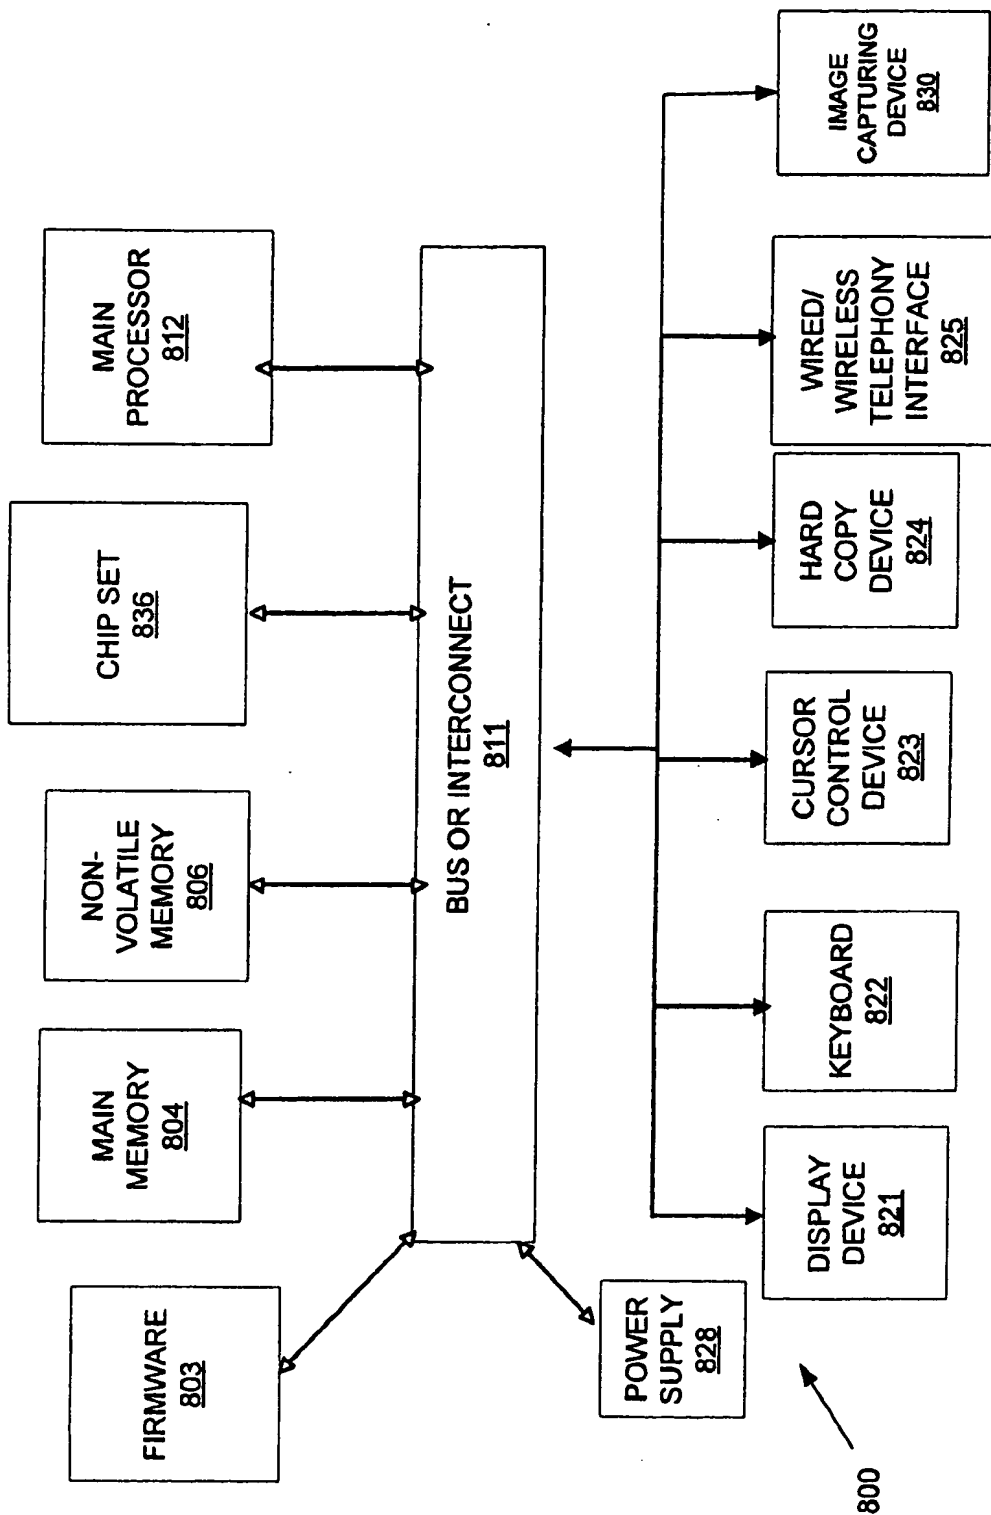 FIRMWARE
803
MAIN
MEMORY
804
NON-
VOLATILE
MEMORY
806
CHIP SET
836
MAIN
PROCESSOR
812
BUS OR INTERCONNECT
811
POWER
SUPPLY
828
DISPLAY
DEVICE
821
KEYBOARD
822
CURSOR
CONTROL
DEVICE
823
HARD
COPY
DEVICE
824
WIRED/
WIRELESS
TELEPHONY
INTERFACE
825
IMAGE
CAPTURING
DEVICE
830
800